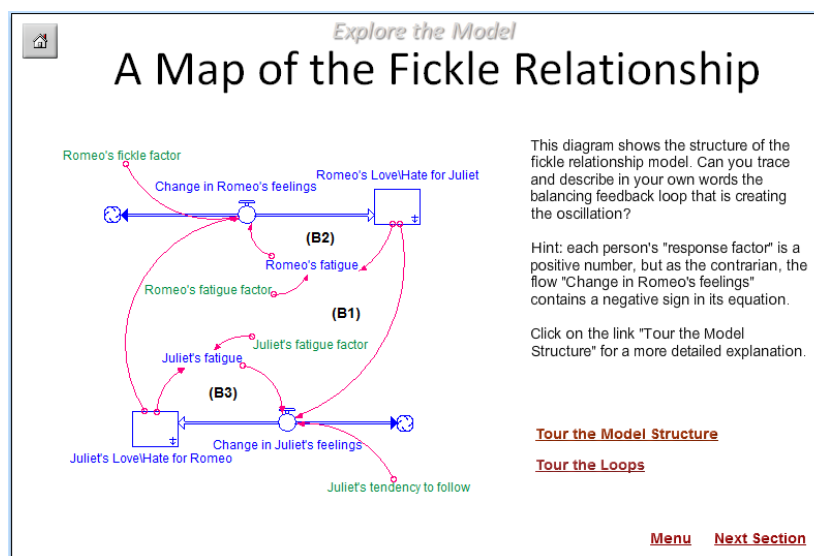 Explore the Model
A Map of the Fickle Relationship
Romeo's fickle factor
Change in Romeo's feelings
Romeo's Love\Hate for Juliet
(B2)
Romeo's fatigue
Romeo's fatigue factor
(B1)
Juliet's fatigue factor
Juliet's fatigue
(B3)
Change in Juliet's feelings
Juliet's Love\Hate for Romeo
Juliet's tendency to follow
This diagram shows the structure of the
fickle relationship model. Can you trace
and describe in your own words the
balancing feedback loop that is creating
the oscillation?
Hint: each person's "response factor" is a
positive number, but as the contrarian, the
flow "Change in Romeo's feelings"
contains a negative sign in its equation.
Click on the link "Tour the Model
Structure" for a more detailed explanation.
Tour the Model Structure
Tour the Loops
Menu Next Section